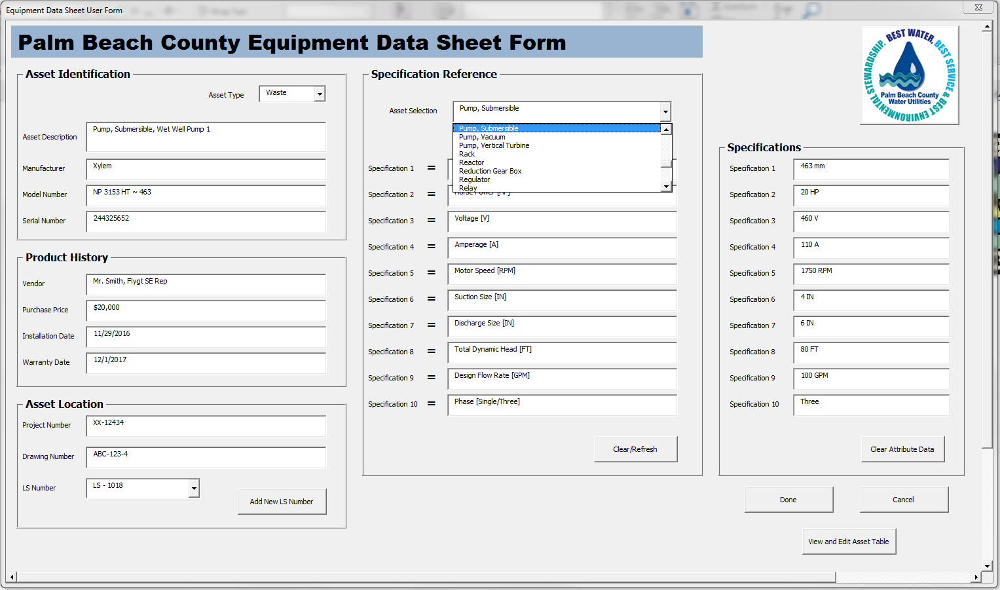 Equipment Data Sheet User Form
Palm Beach County Equipment Data Sheet Form
ENVIRONMENTAL STEWARDSHIP. BEST WATER, BEST SERVICE & BEST
Palm Beach County
Water Utilities
Asset Identification
Asset Type Waste
Asset Description Pump, Submersible, Wet Well Pump 1
Manufacturer Xylem
Model Number NP 3153 HT ~ 463
Serial Number 244325652
Product History
Vendor Mr. Smith, Flygt SE Rep
Purchase Price $20,000
Installation Date 11/29/2016
Warranty Date 12/1/2017
Asset Location
Project Number XX-12434
Drawing Number ABC-123-4
LS Number LS - 1018
Add New LS Number
Specification Reference
Asset Selection Pump, Submersible
Pump, Submersible
Pump, Vacuum
Pump, Vertical Turbine
Rack
Reactor
Reduction Gear Box
Regulator
Relay
Specification 1 =
Specification 2 = Horse Power [HP]
Specification 3 = Voltage [V]
Specification 4 = Amperage [A]
Specification 5 = Motor Speed [RPM]
Specification 6 = Suction Size [IN]
Specification 7 = Discharge Size [IN]
Specification 8 = Total Dynamic Head [FT]
Specification 9 = Design Flow Rate [GPM]
Specification 10 = Phase [Single/Three]
Clear/Refresh
Specifications
Specification 1 463 mm
Specification 2 20 HP
Specification 3 460 V
Specification 4 110 A
Specification 5 1750 RPM
Specification 6 4 IN
Specification 7 6 IN
Specification 8 80 FT
Specification 9 100 GPM
Specification 10 Three
Clear Attribute Data
Done
Cancel
View and Edit Asset Table